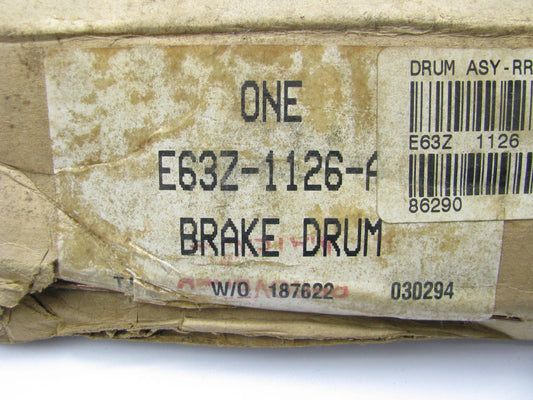 ONE
E63Z-1126-A
BRAKE DRUM
W/O 187622
030294
DRUM ASY-RR
E63Z 1126
86290